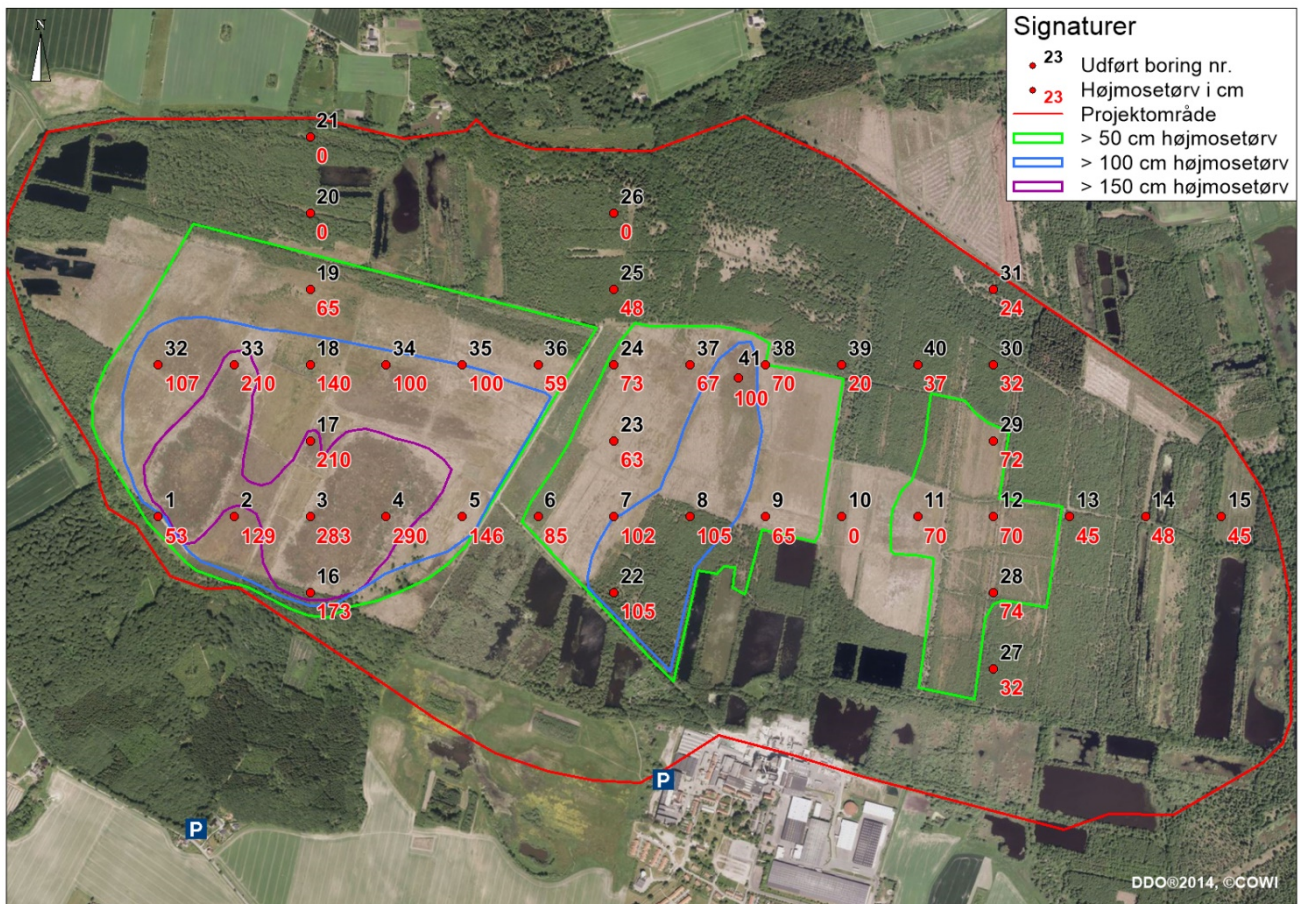 N
Signaturer
23 Udført boring nr.
23 Højmosetørv i cm
Projektområde
> 50 cm højmosetørv
> 100 cm højmosetørv
> 150 cm højmosetørv
21
0
20 26
0 0
19 25 31
65 48 24
32 33 18 34 35 36 24 37 41 38 39 40 30
107 210 140 100 100 59 73 67 100 70 20 37 32
17 23 29
210 63 72
1 2 3 4 5 6 7 8 9 10 11 12 13 14 15
53 129 283 290 146 85 102 105 65 0 70 70 45 48 45
16 22 28
173 105 74
27
32
P
P
DDO®2014, ©COWI